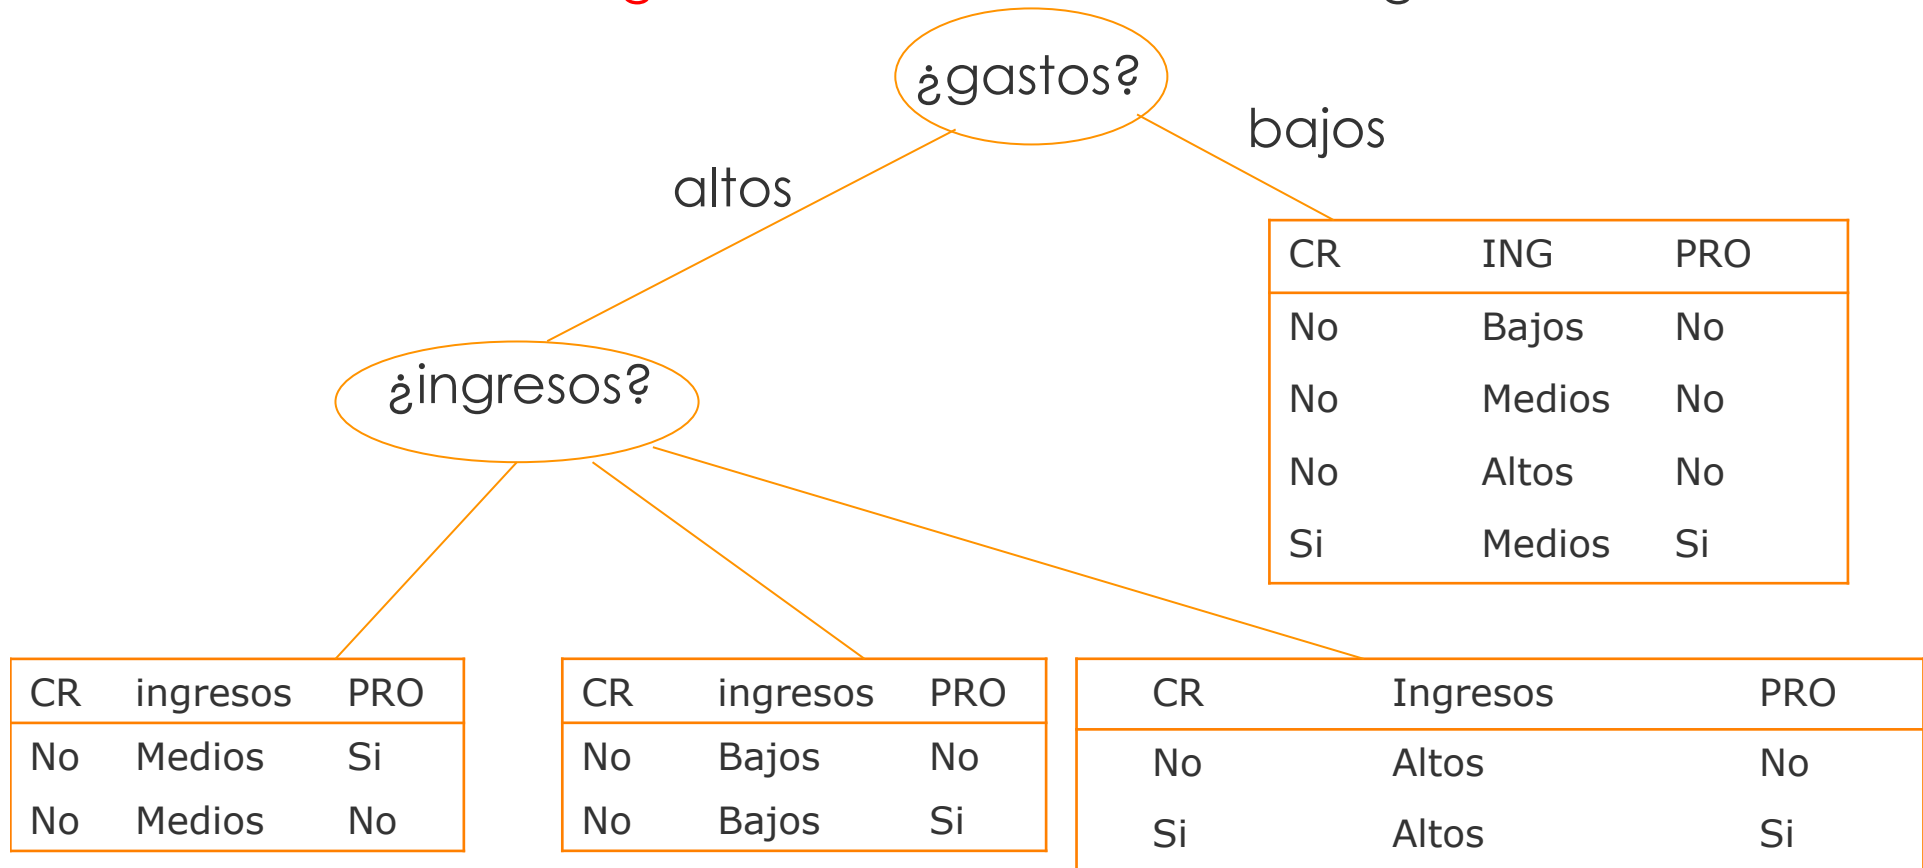 ¿gastos?
bajos
altos
CR ING PRO
No Bajos No
No Medios No
No Altos No
Si Medios Si
¿ingresos?
CR ingresos PRO
No Medios Si
No Medios No
CR ingresos PRO
No Bajos No
No Bajos Si
CR Ingresos PRO
No Altos No
Si Altos Si